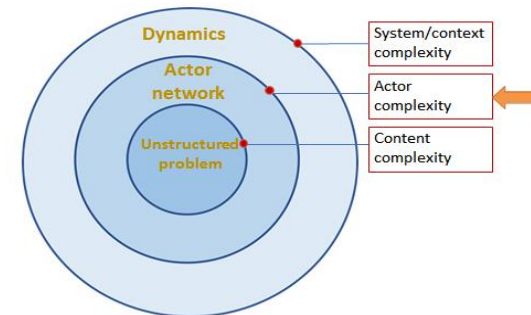 Dynamics
System/context
complexity
Actor
network
Actor
complexity
Unstructured
problem
Content
complexity